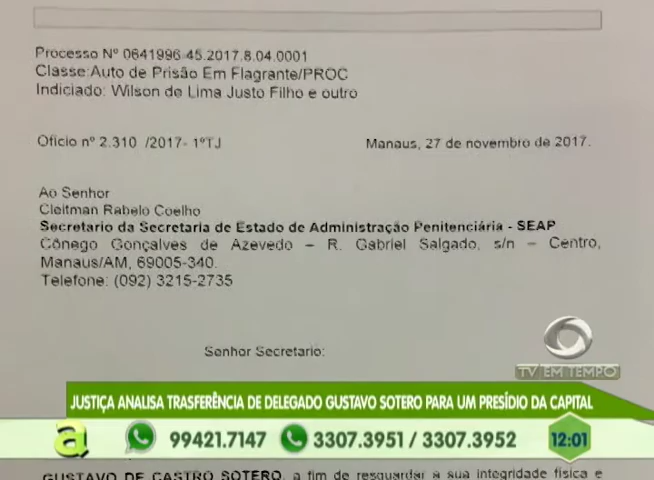 Processo Nº 0641996-45.2017.8.04.0001
Classe:Auto de Prisão Em Flagrante/PROC
Indiciado: Wilson de Lima Justo Filho e outro
Ofício nº 2.310 /2017- 1ºTJ
Manaus, 27 de novembro de 2017.
Ao Senhor
Cleitman Rabelo Coelho
Secretario da Secretaria de Estado de Administração Penitenciária - SEAP
Cônego Gonçalves de Azevedo – R. Gabriel Salgado, s/n – Centro,
Manaus/AM, 69005-340.
Telefone: (092) 3215-2735
Senhor Secretario:
TV EM TEMPO
JUSTIÇA ANALISA TRASFERÊNCIA DE DELEGADO GUSTAVO SOTERO PARA UM PRESÍDIO DA CAPITAL
a 99421.7147 3307.3951 / 3307.3952 12:01
GUSTAVO DE CASTRO SOTERO, a fim de resguardar a sua integridade física e